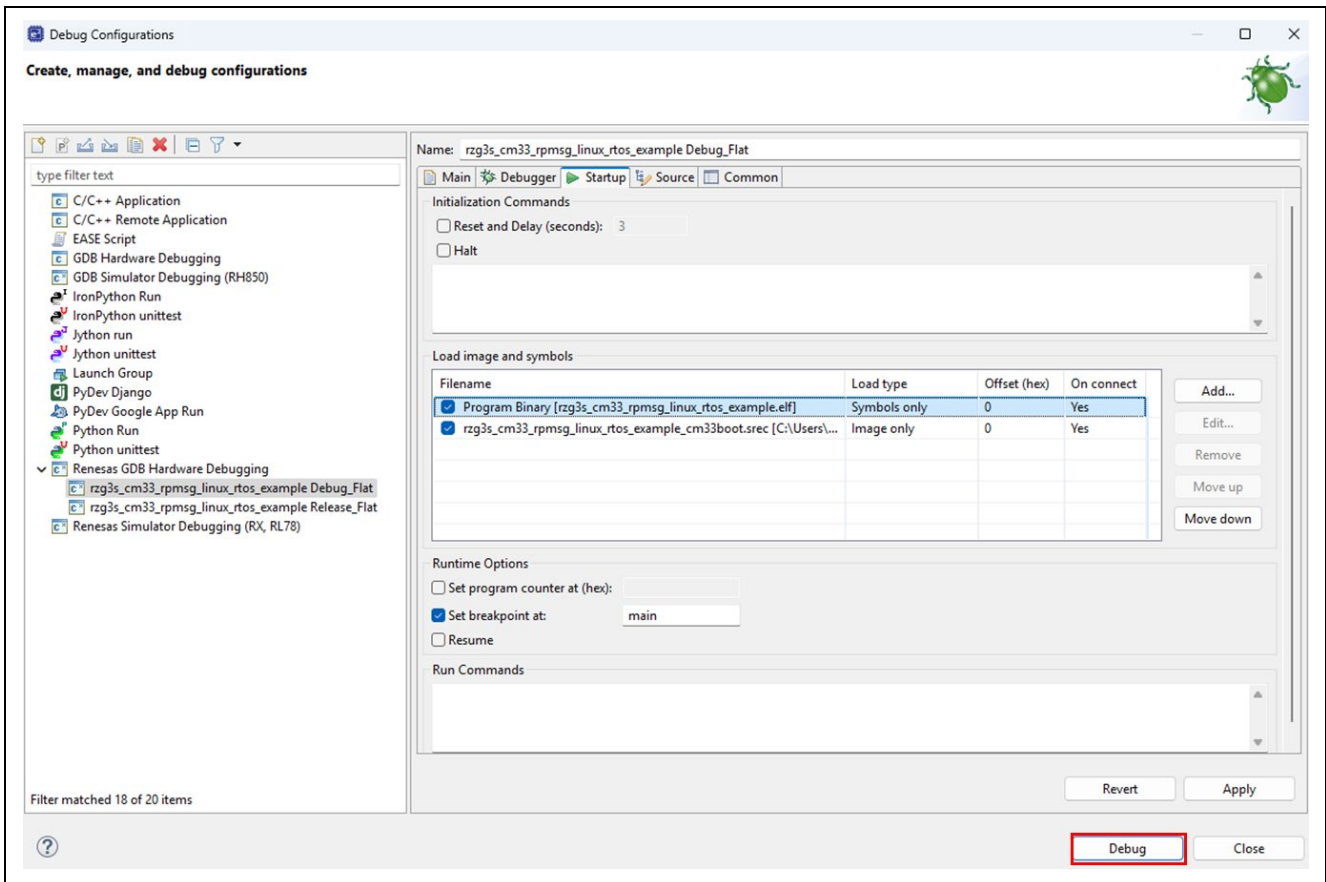 Debug Configurations
Create, manage, and debug configurations
type filter text
C/C++ Application
C/C++ Remote Application
EASE Script
GDB Hardware Debugging
GDB Simulator Debugging (RH850)
IronPython Run
IronPython unittest
Jython run
Jython unittest
Launch Group
PyDev Django
PyDev Google App Run
Python Run
Python unittest
Renesas GDB Hardware Debugging
rzg3s_cm33_rpmsg_linux_rtos_example Debug_Flat
rzg3s_cm33_rpmsg_linux_rtos_example Release_Flat
Renesas Simulator Debugging (RX, RL78)
Filter matched 18 of 20 items
Name: rzg3s_cm33_rpmsg_linux_rtos_example Debug_Flat
Main Debugger Startup Source Common
Initialization Commands
Reset and Delay (seconds): 3
Halt
Load image and symbols
Filename Load type Offset (hex) On connect
Program Binary [rzg3s_cm33_rpmsg_linux_rtos_example.elf] Symbols only 0 Yes
rzg3s_cm33_rpmsg_linux_rtos_example_cm33boot.srec [C:\Users\... Image only 0 Yes
Add...
Edit...
Remove
Move up
Move down
Runtime Options
Set program counter at (hex):
Set breakpoint at: main
Resume
Run Commands
Revert Apply
Debug Close